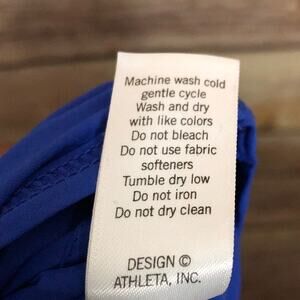 Machine wash cold
gentle cycle
Wash and dry
with like colors
Do not bleach
Do not use fabric
softeners
Tumble dry low
Do not iron
Do not dry clean
DESIGN ©
ATHLETA, INC.